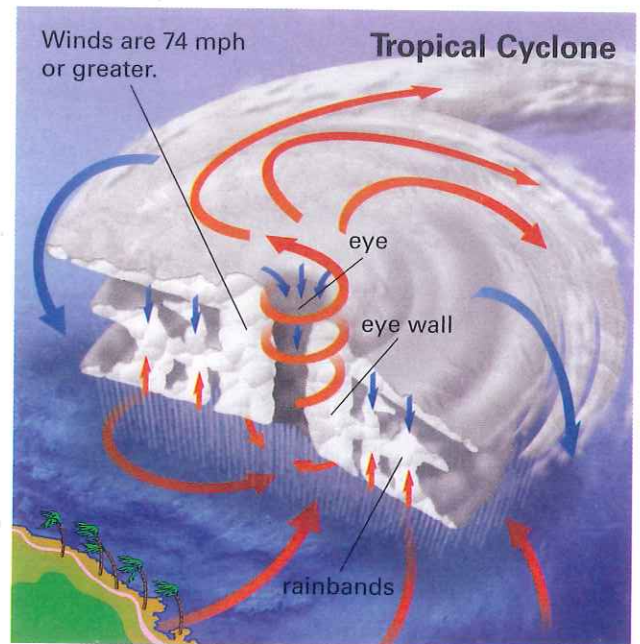 Winds are 74 mph
or greater.
Tropical Cyclone
eye
eye wall
rainbands